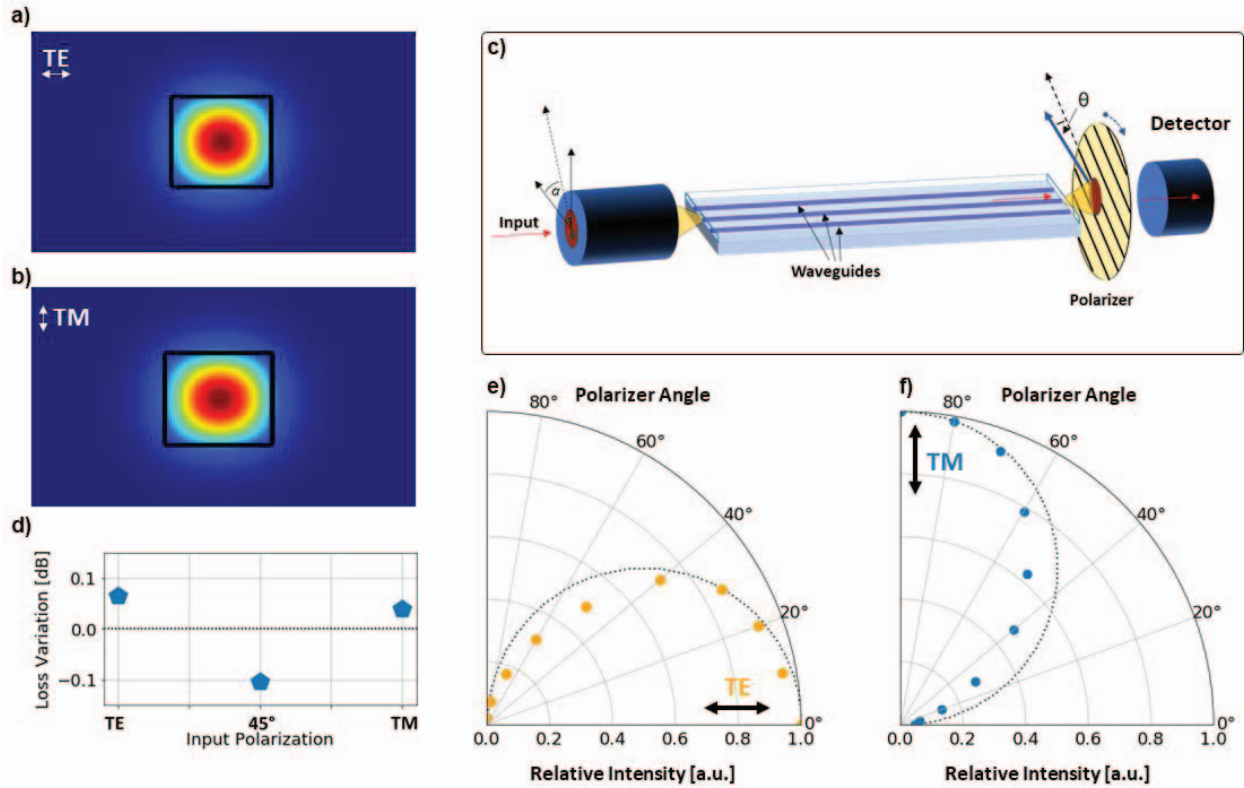 a)
TE
b)
TM
c)
α
Input
Waveguides
θ
Polarizer
Detector
d)
Loss Variation [dB]
0.1
0.0
−0.1
TE
45°
TM
Input Polarization
e)
Polarizer Angle
80°
60°
40°
20°
0°
TE
0.0
0.2
0.4
0.6
0.8
1.0
Relative Intensity [a.u.]
f)
Polarizer Angle
80°
60°
40°
20°
0°
TM
0.0
0.2
0.4
0.6
0.8
1.0
Relative Intensity [a.u.]